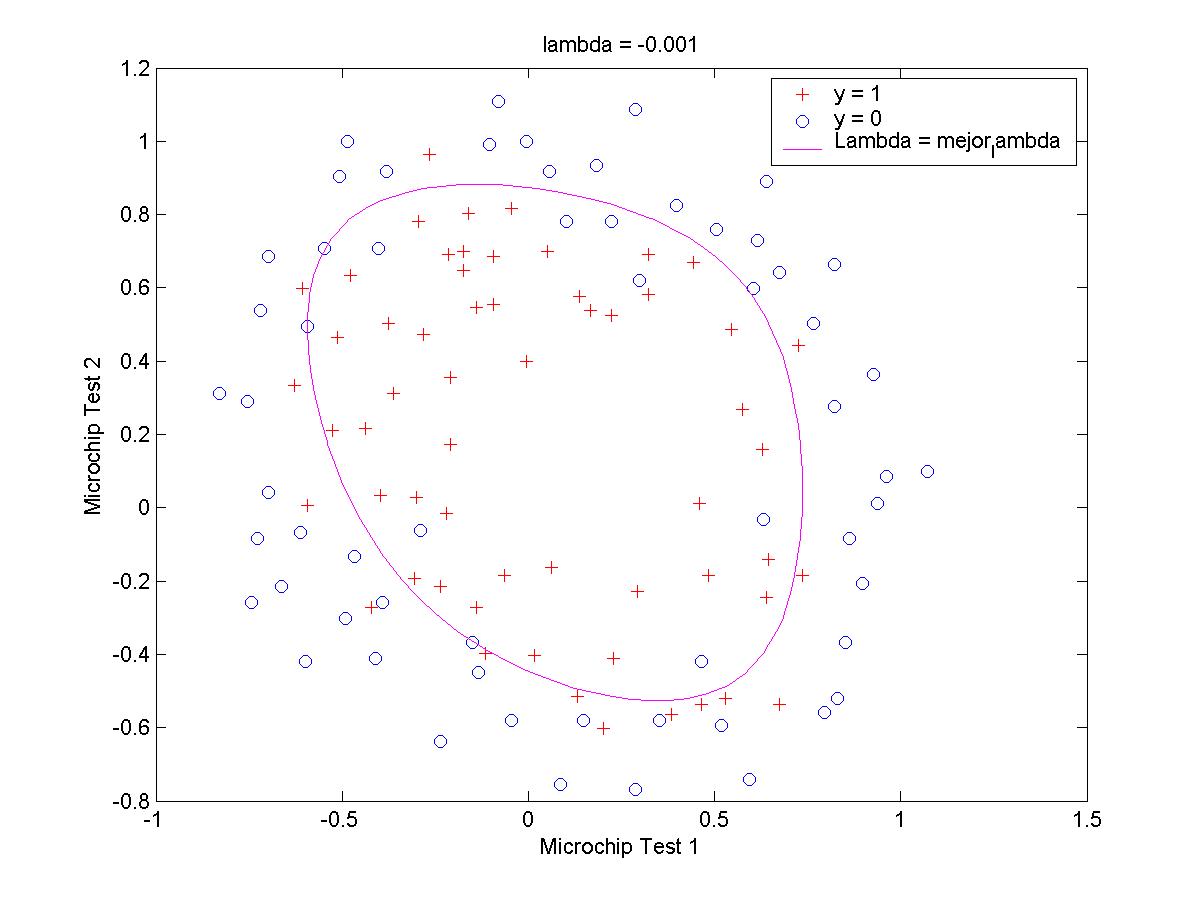 lambda = -0.001
y = 1
y = 0
Lambda = mejor_lambda
1.2
1
0.8
0.6
0.4
0.2
0
-0.2
-0.4
-0.6
-0.8
Microchip Test 2
-1
-0.5
0
0.5
1
1.5
Microchip Test 1